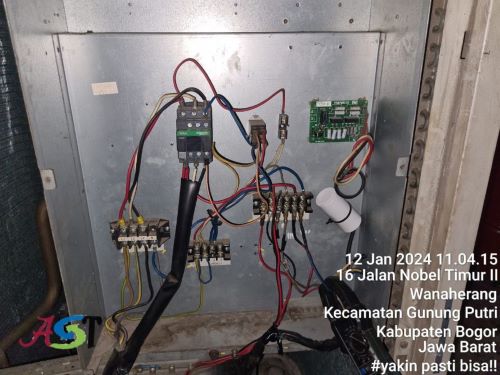 12 Jan 2024 11.04.15
16 Jalan Nobel Timur II
Wanaherang
Kecamatan Gunung Putri
Kabupaten Bogor
Jawa Barat
#yakin pasti bisa!!
AST